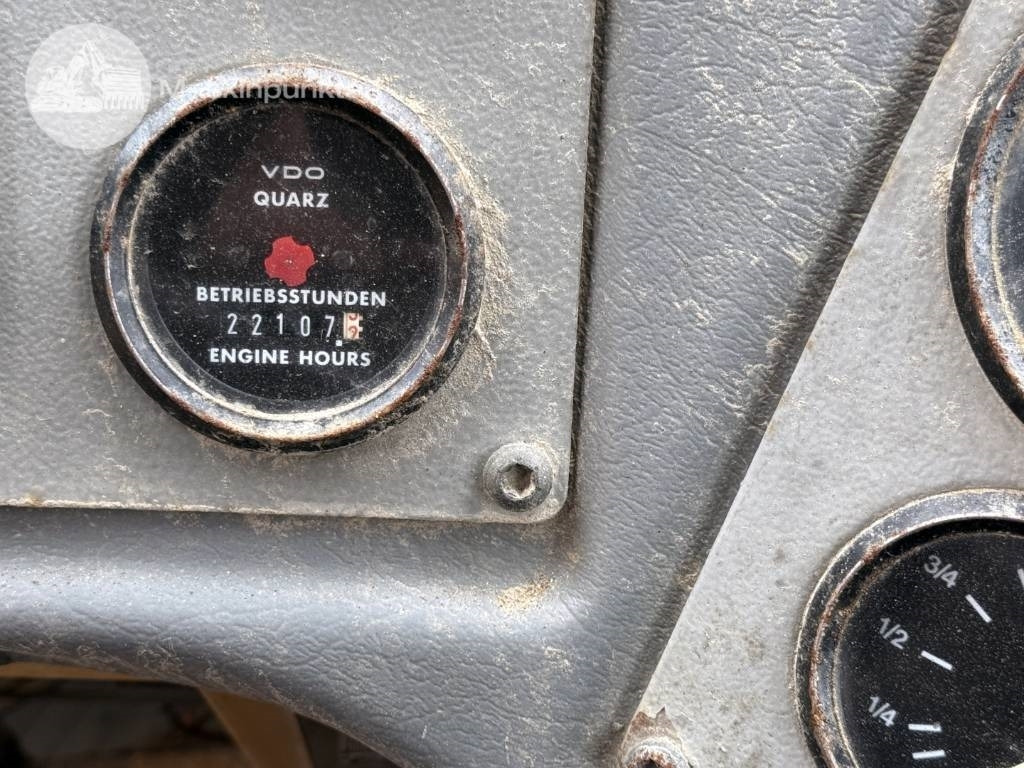 VDO
QUARZ
BETRIEBSSTUNDEN
22107
ENGINE HOURS
3/4
1/2
1/4